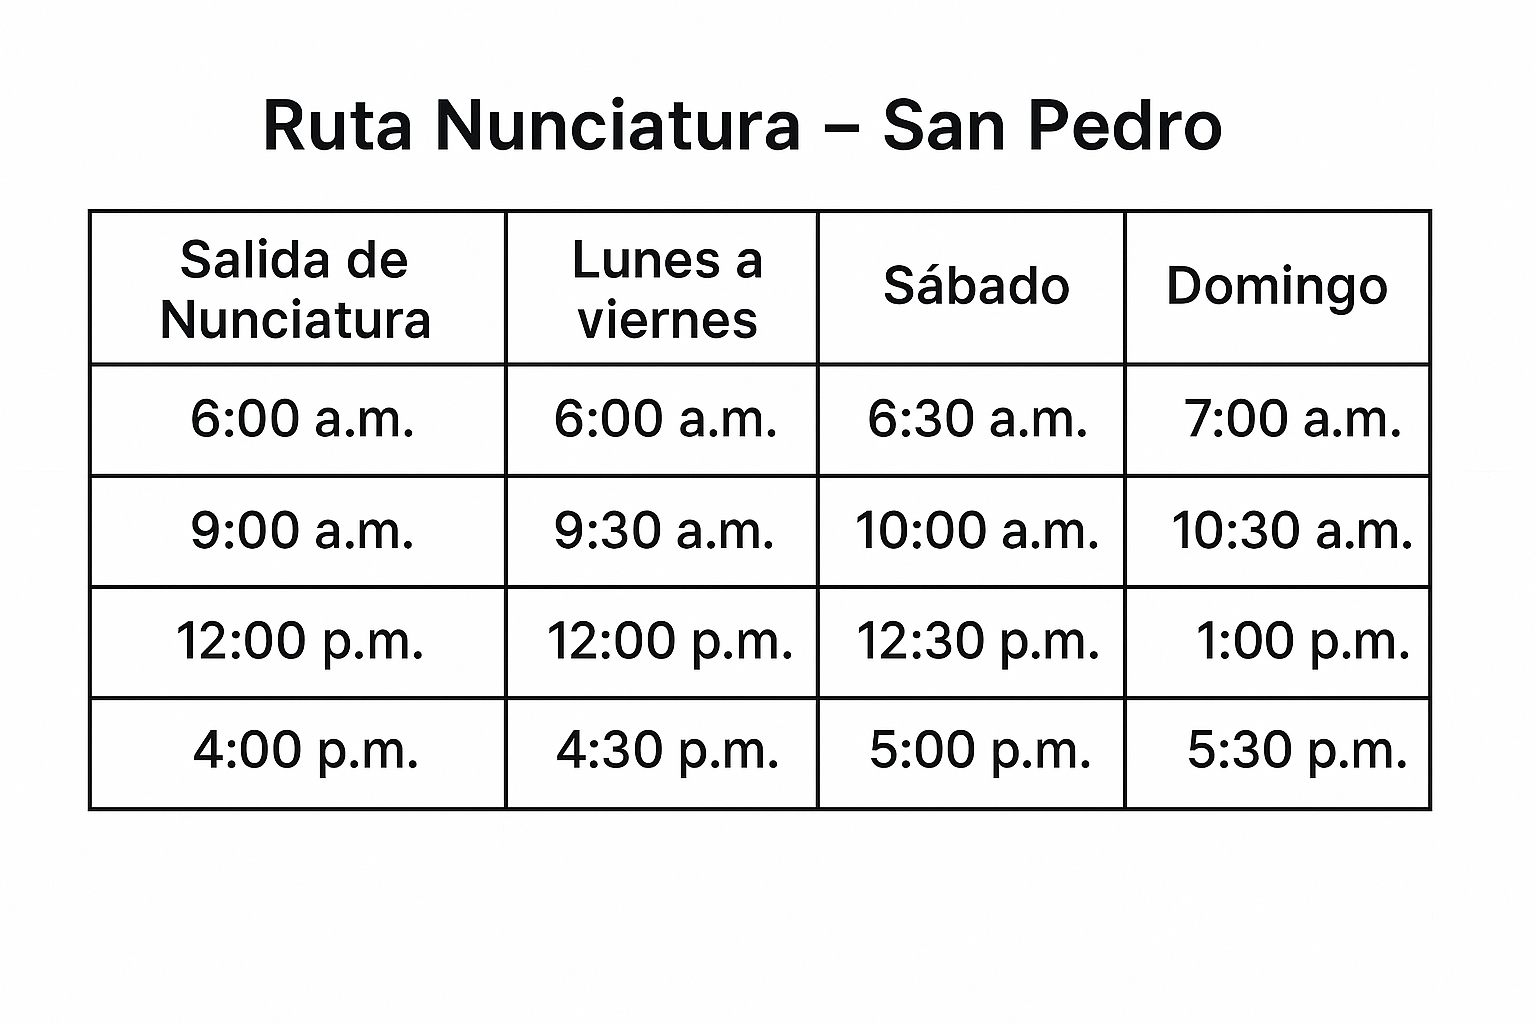 Ruta Nunciatura – San Pedro
Salida de
Nunciatura
Lunes a
viernes
Sábado
Domingo
6:00 a.m. 6:00 a.m. 6:30 a.m. 7:00 a.m.
9:00 a.m. 9:30 a.m. 10:00 a.m. 10:30 a.m.
12:00 p.m. 12:00 p.m. 12:30 p.m. 1:00 p.m.
4:00 p.m. 4:30 p.m. 5:00 p.m. 5:30 p.m.